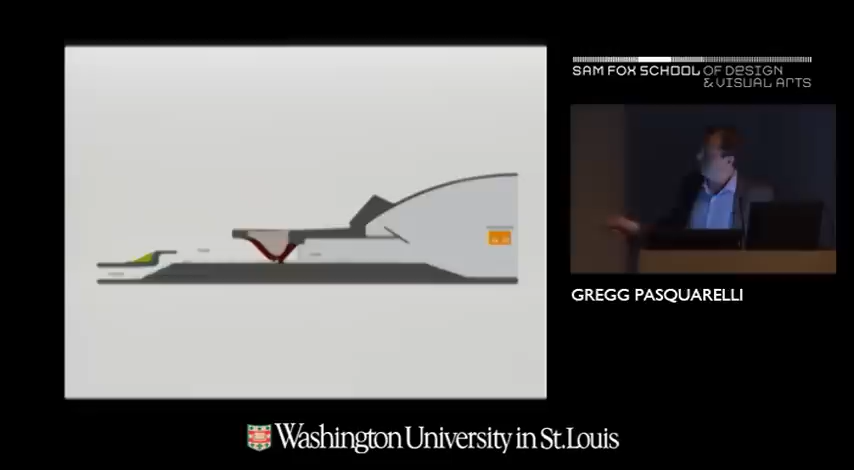 SAM FOX SCHOOL OF DESIGN
& VISUAL ARTS
GREGG PASQUARELLI
Washington University in St. Louis